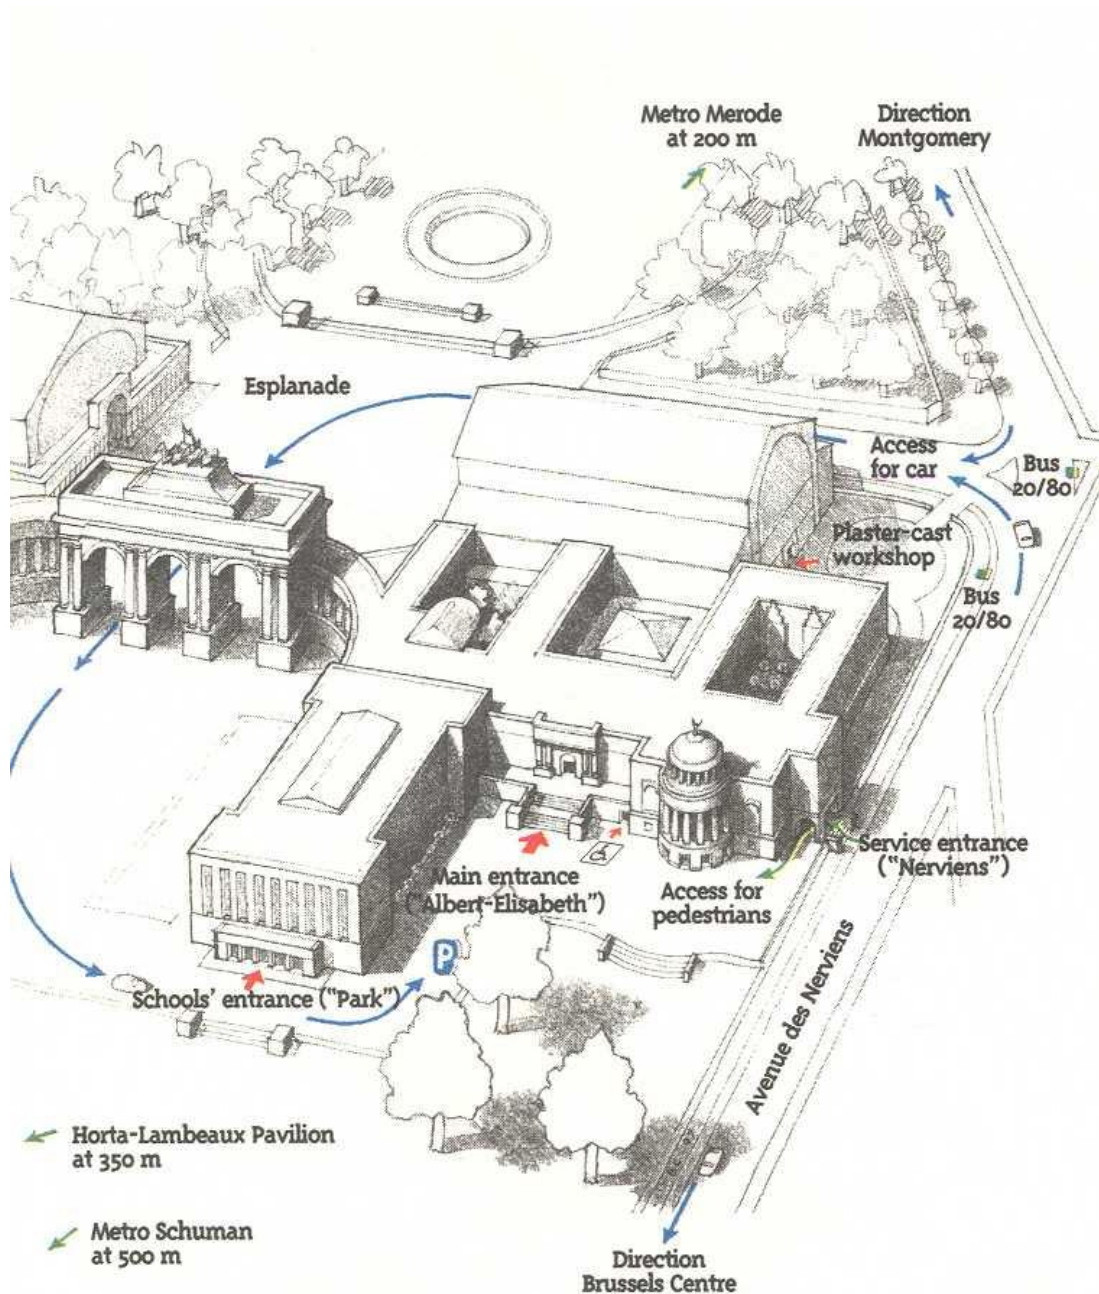 Metro Merode
at 200 m
Direction
Montgomery
Esplanade
Access
for car
Bus
20/80
Plaster-cast
workshop
Bus
20/80
Service entrance
("Nerviens")
Main entrance
("Albert-Elisabeth")
Access for
pedestrians
P
Schools' entrance ("Park")
Avenue des Nerviens
Horta-Lambeaux Pavilion
at 350 m
Metro Schuman
at 500 m
Direction
Brussels Centre